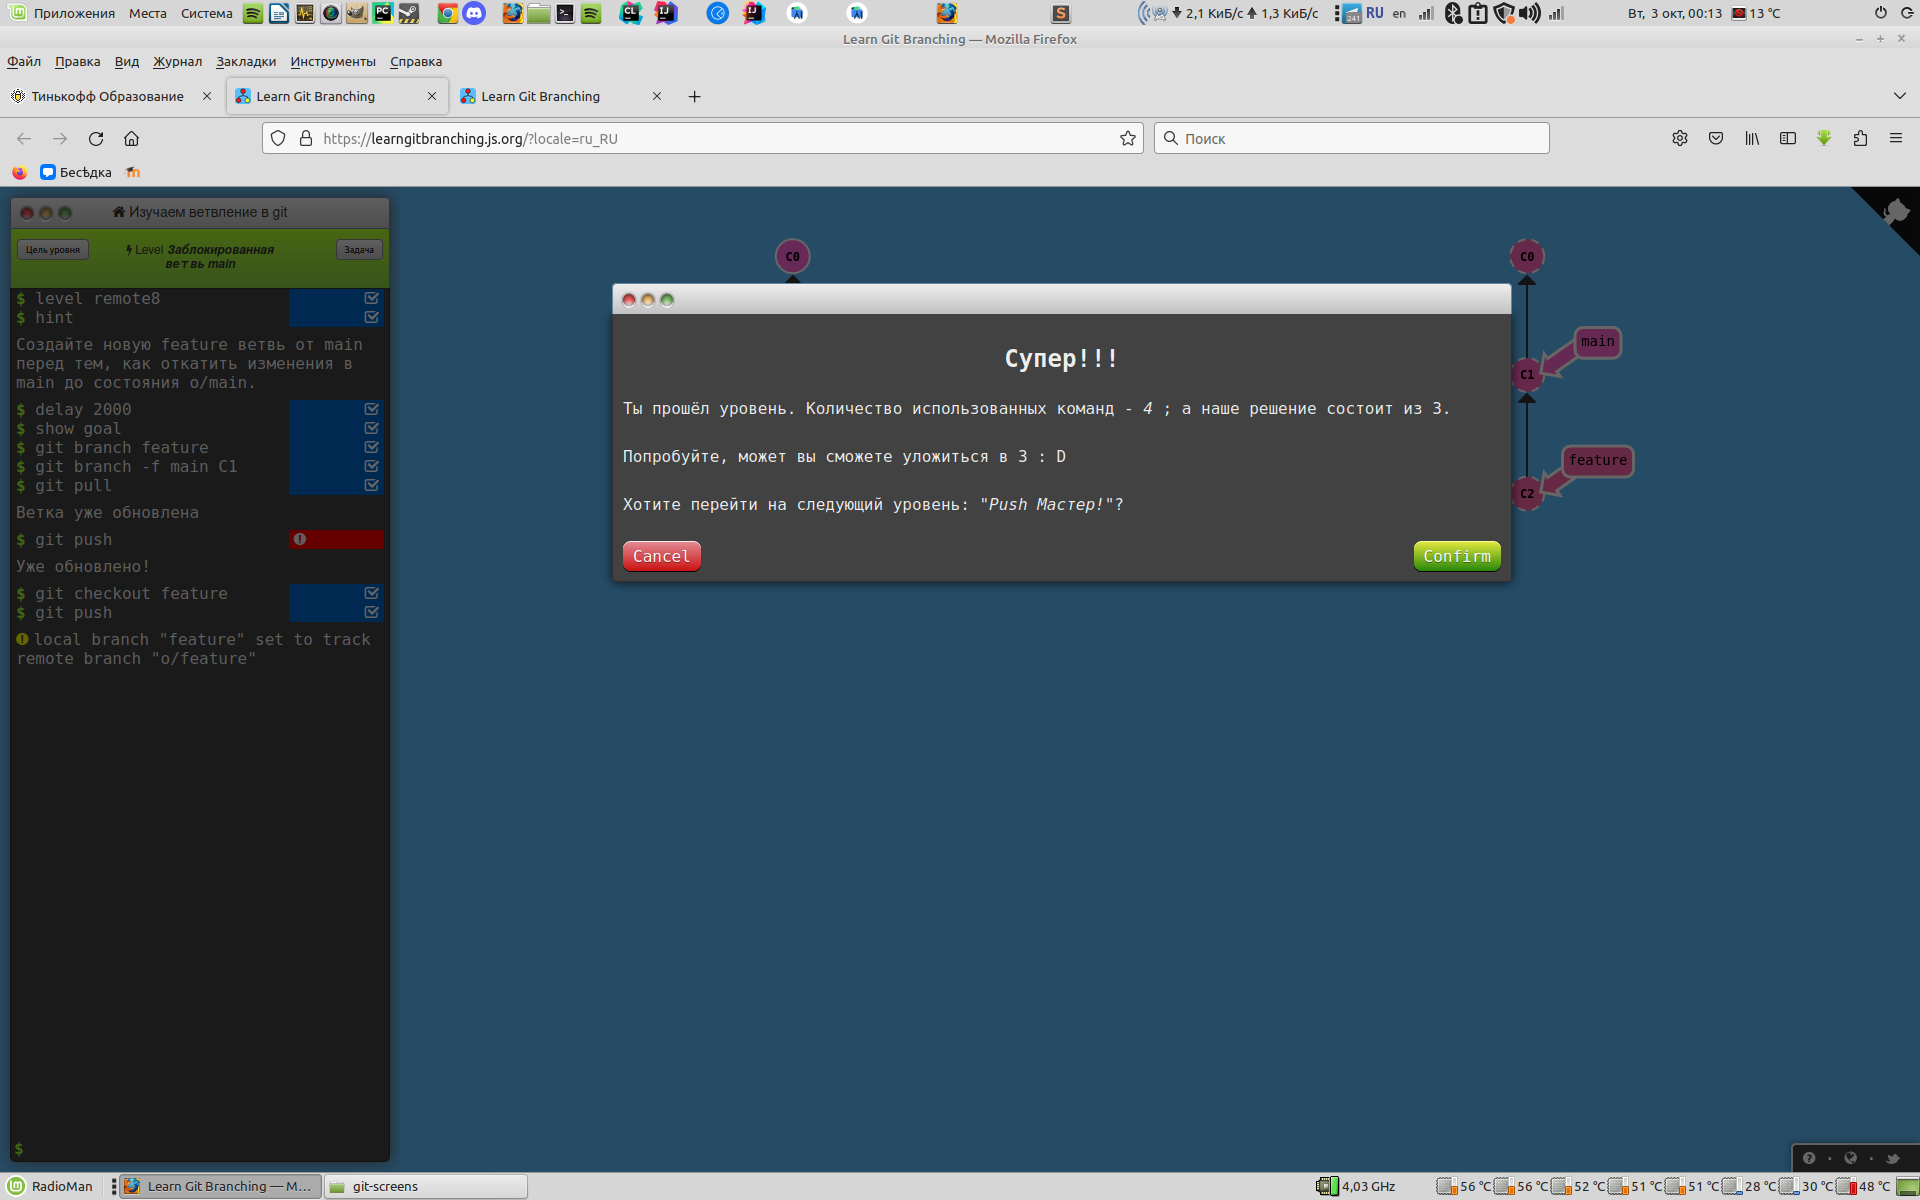 Приложения Места Система
CL IJ IJ
2,1 КиБ/с 1,3 КиБ/с
241 RU en
Вт, 3 окт, 00:13 13 °C
Learn Git Branching — Mozilla Firefox
Файл Правка Вид Журнал Закладки Инструменты Справка
Тинькофф Образование
Learn Git Branching
Learn Git Branching
https://learngitbranching.js.org/?locale=ru_RU
Поиск
Бесѣдка
Изучаем ветвление в git
Цель уровня
Level Заблокированная
ветвь main
Задача
$ level remote8
$ hint
Создайте новую feature ветвь от main
перед тем, как откатить изменения в
main до состояния o/main.
$ delay 2000
$ show goal
$ git branch feature
$ git branch -f main C1
$ git pull
Ветка уже обновлена
$ git push
Уже обновлено!
$ git checkout feature
$ git push
local branch "feature" set to track
remote branch "o/feature"
$
C0
C0
main
C1
feature
C2
Супер!!!
Ты прошёл уровень. Количество использованных команд - 4 ; а наше решение состоит из 3.
Попробуйте, может вы сможете уложиться в 3 : D
Хотите перейти на следующий уровень: "Push Мастер!"?
Cancel
Confirm
RadioMan
Learn Git Branching — M…
git-screens
4,03 GHz
56 °C 56 °C 52 °C 51 °C 51 °C 28 °C 30 °C 48 °C